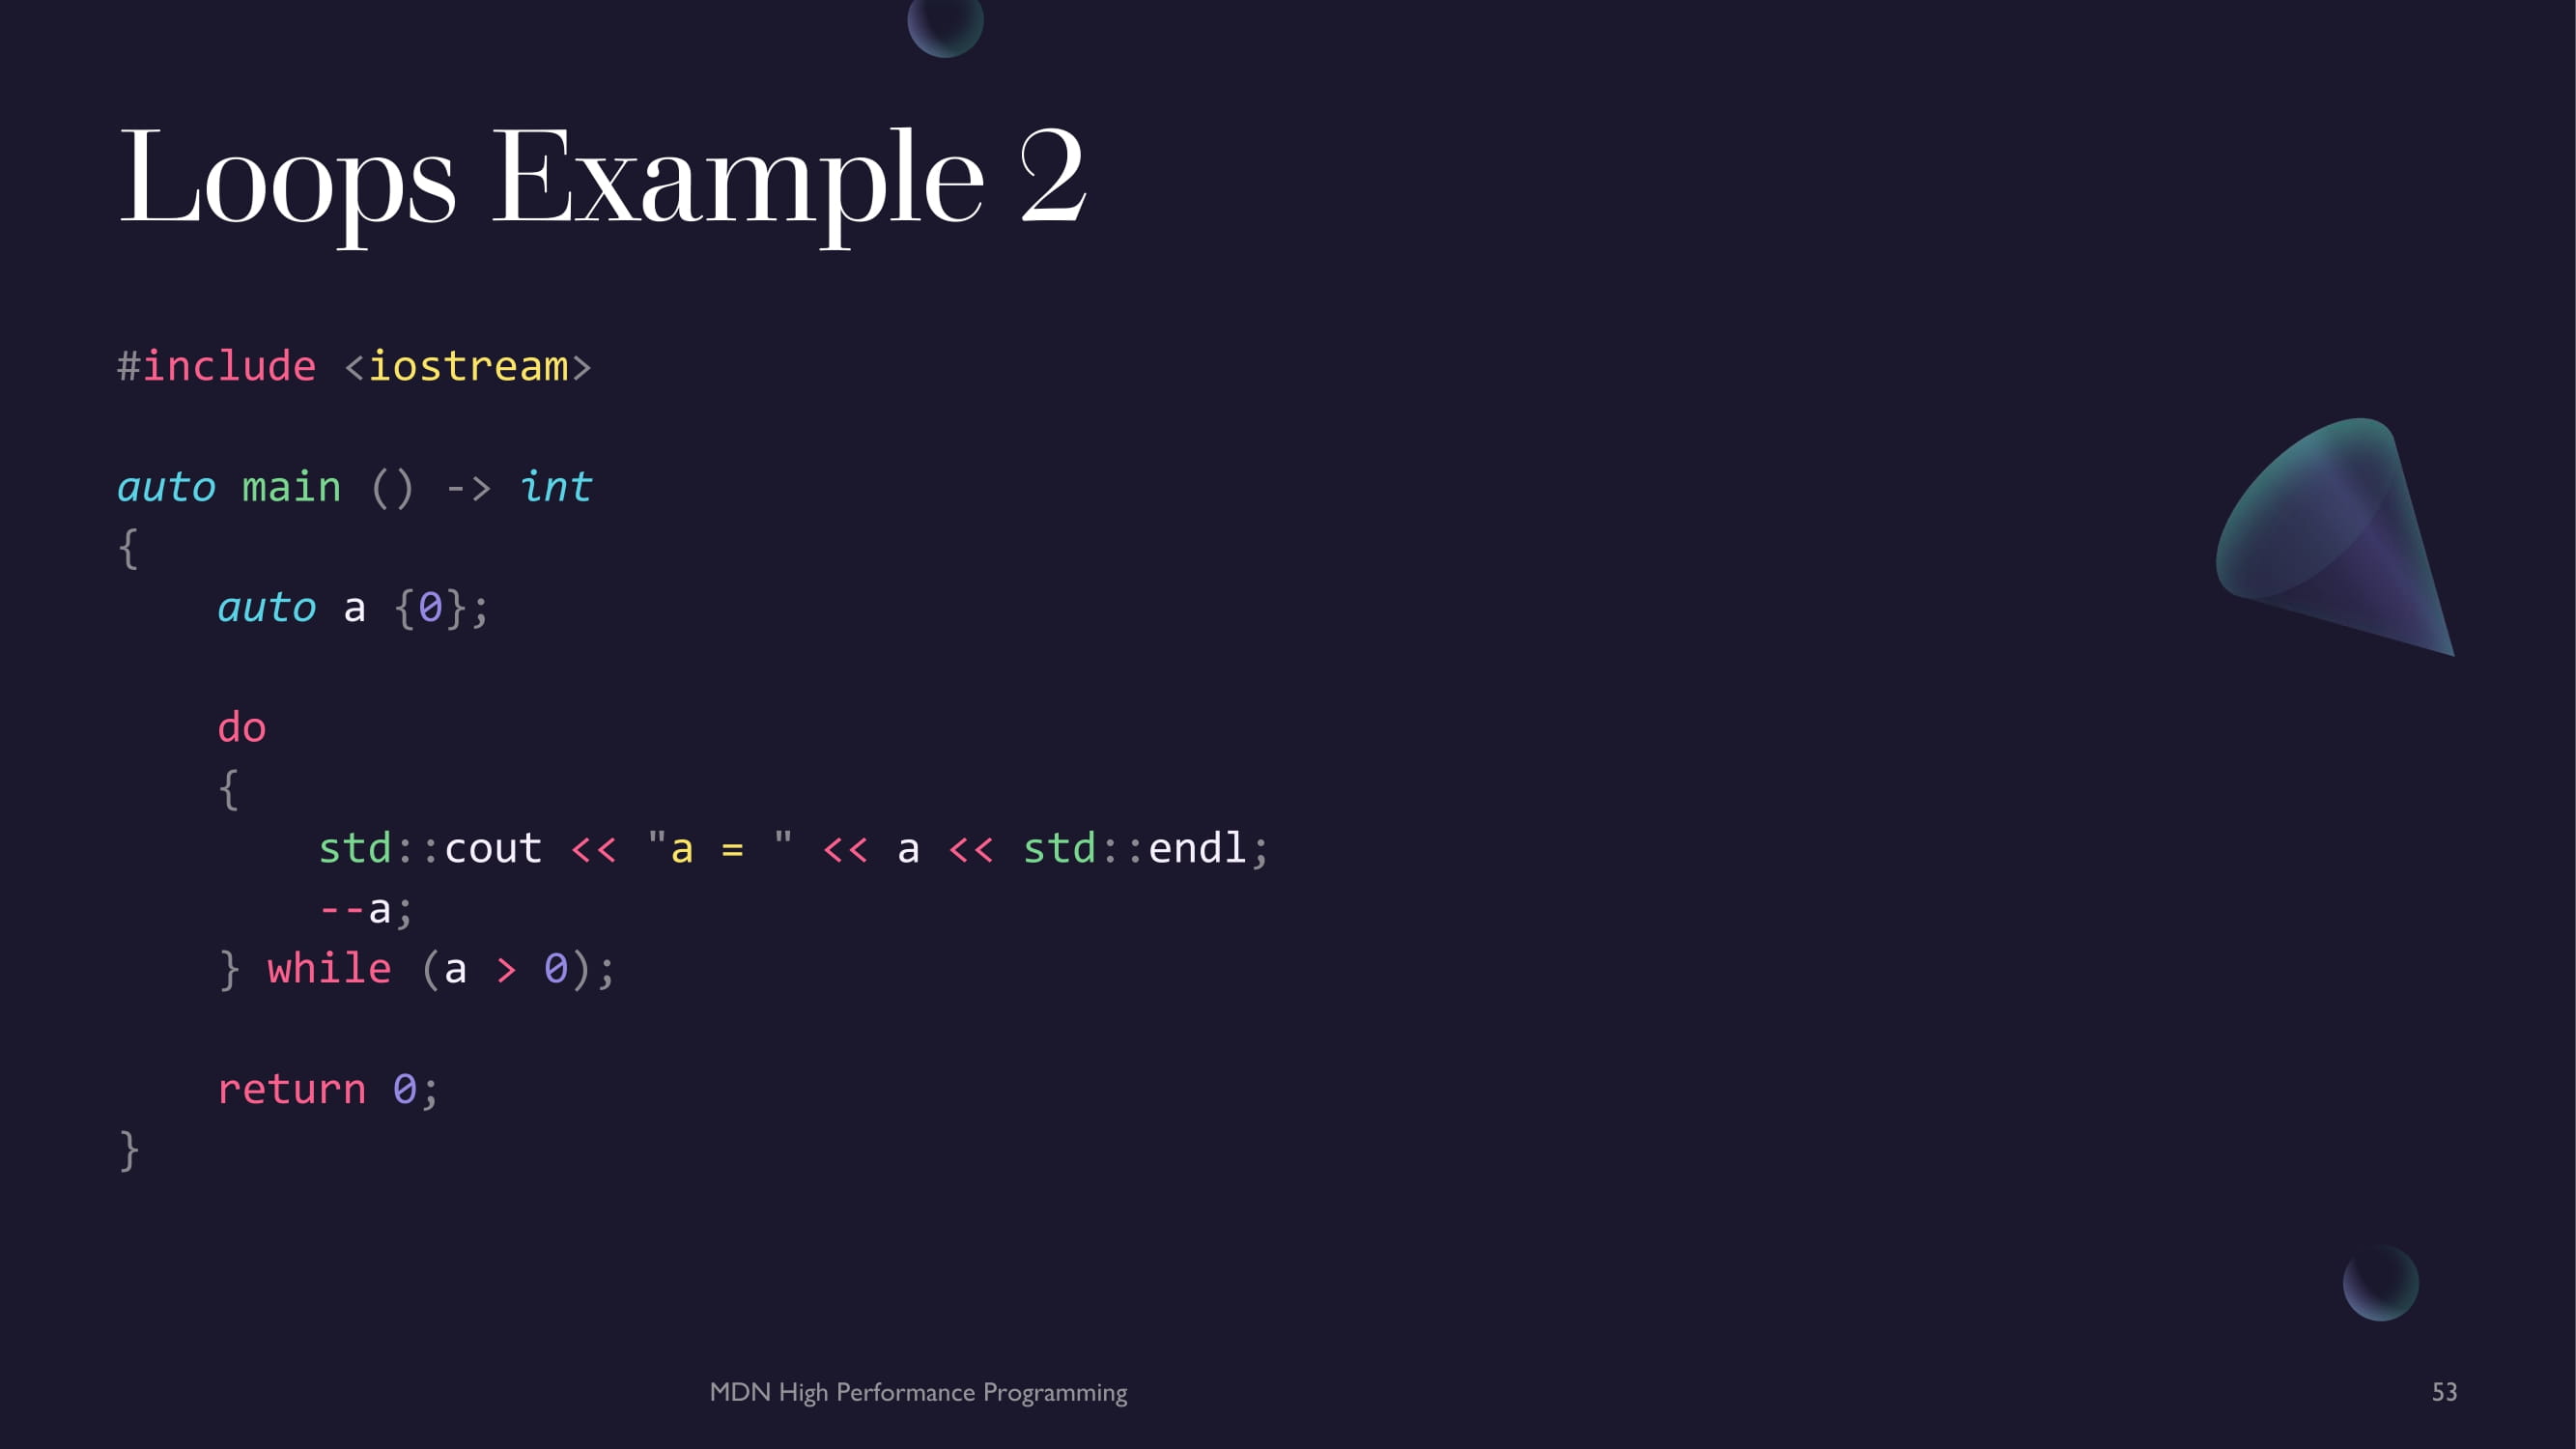 Loops Example 2
#include <iostream>
auto main () -> int
{
    auto a {0};
    do
    {
        std::cout << "a = " << a << std::endl;
        --a;
    } while (a > 0);
    return 0;
}
MDN High Performance Programming
53